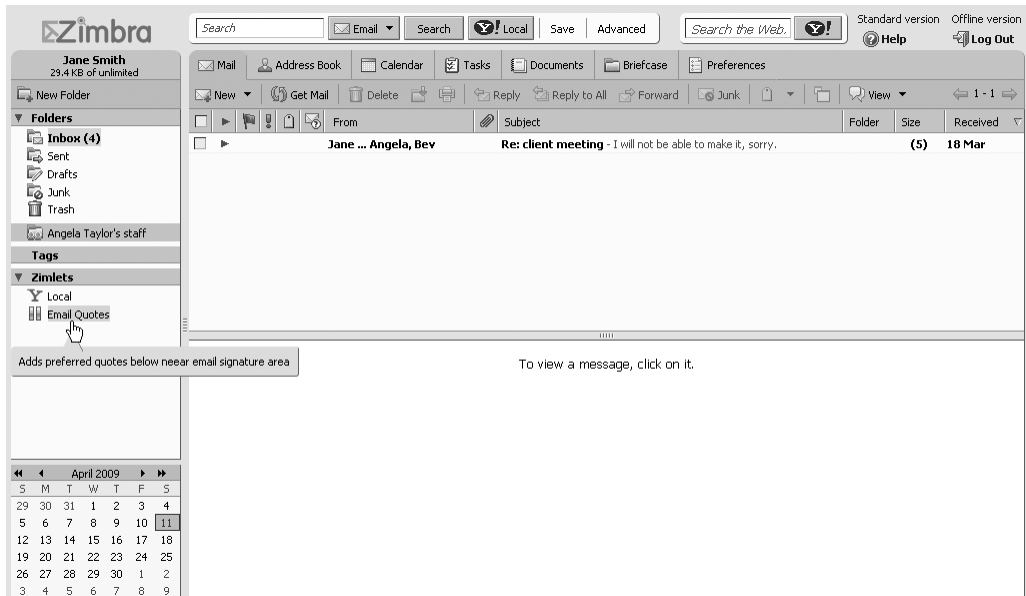 Zimbra
Search Email Search Y! Local Save Advanced Search the Web. Y! Standard version Offline version
Help Log Out
Jane Smith
29.4 KB of unlimited
Mail Address Book Calendar Tasks Documents Briefcase Preferences
New Folder
New Get Mail Delete Reply Reply to All Forward Junk View 1 - 1
Folders
From Subject Folder Size Received
Inbox (4)
Jane ... Angela, Bev Re: client meeting - I will not be able to make it, sorry. (5) 18 Mar
Sent
Drafts
Junk
Trash
Angela Taylor's staff
Tags
Zimlets
Y Local
Email Quotes
Adds preferred quotes below neear email signature area
To view a message, click on it.
April 2009
S M T W T F S
29 30 31 1 2 3 4
5 6 7 8 9 10 11
12 13 14 15 16 17 18
19 20 21 22 23 24 25
26 27 28 29 30 1 2
3 4 5 6 7 8 9